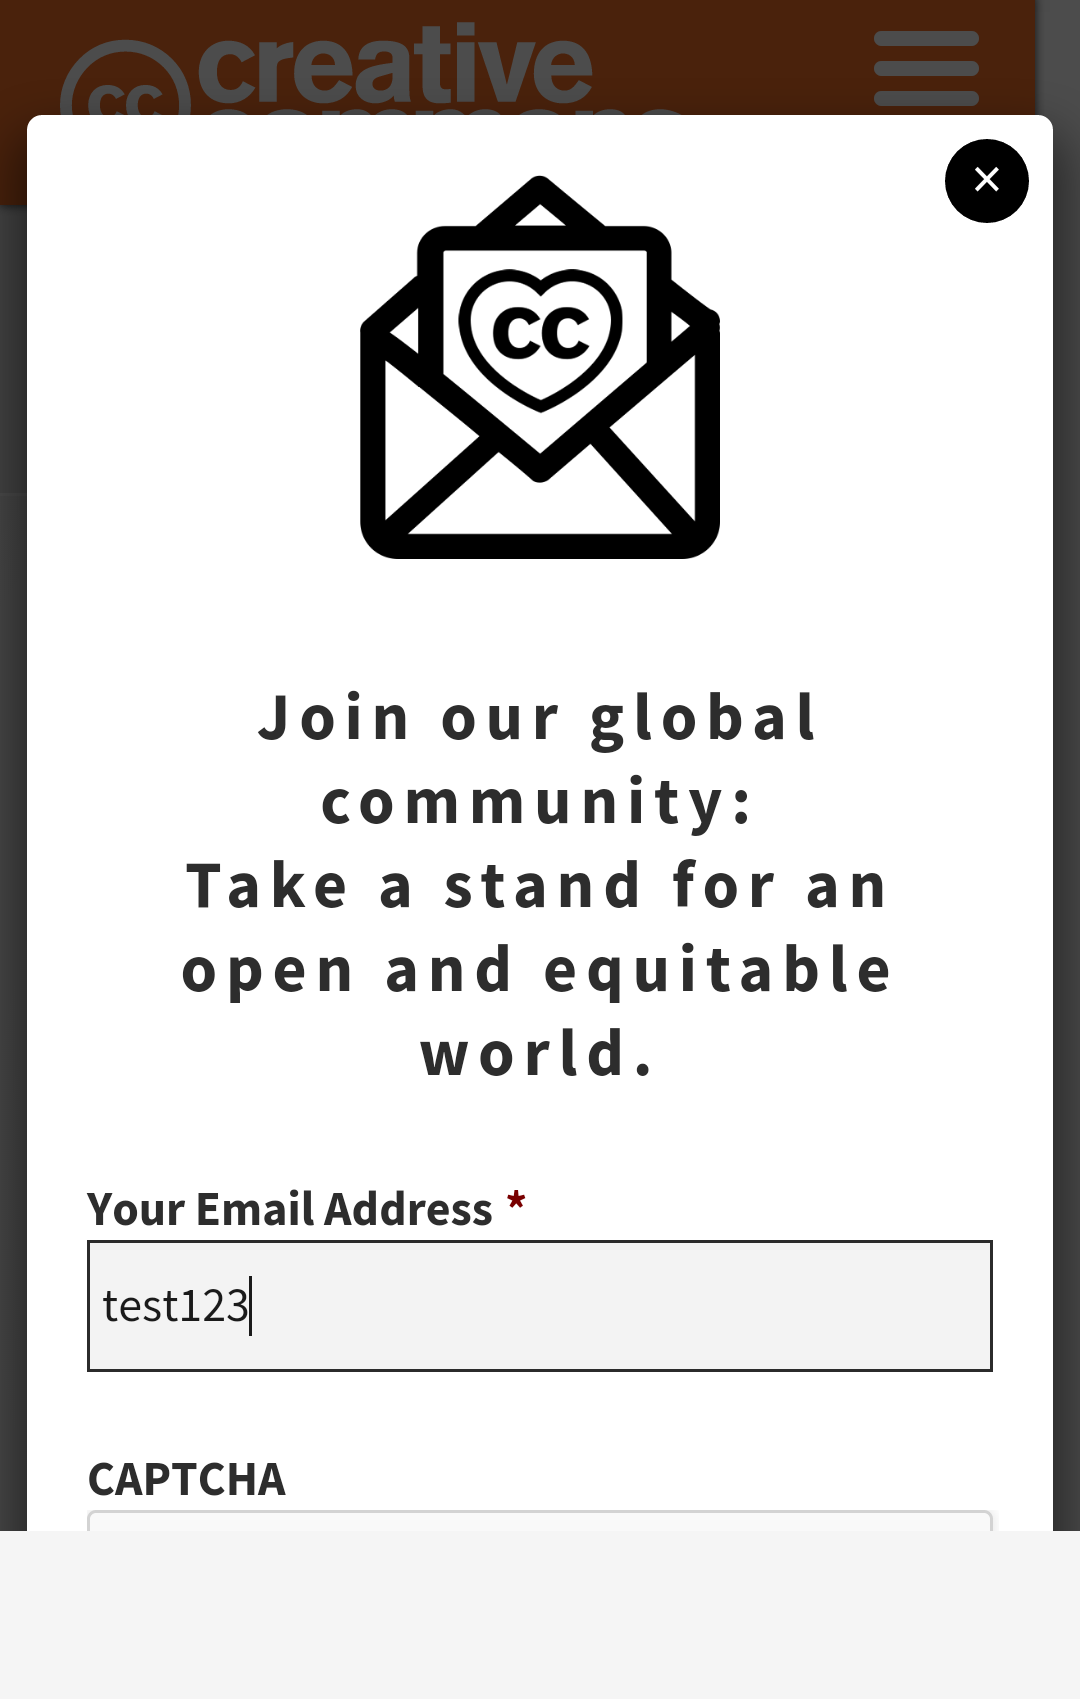 creative
cc
Join our global
community:
Take a stand for an
open and equitable
world.
Your Email Address *
test123
CAPTCHA